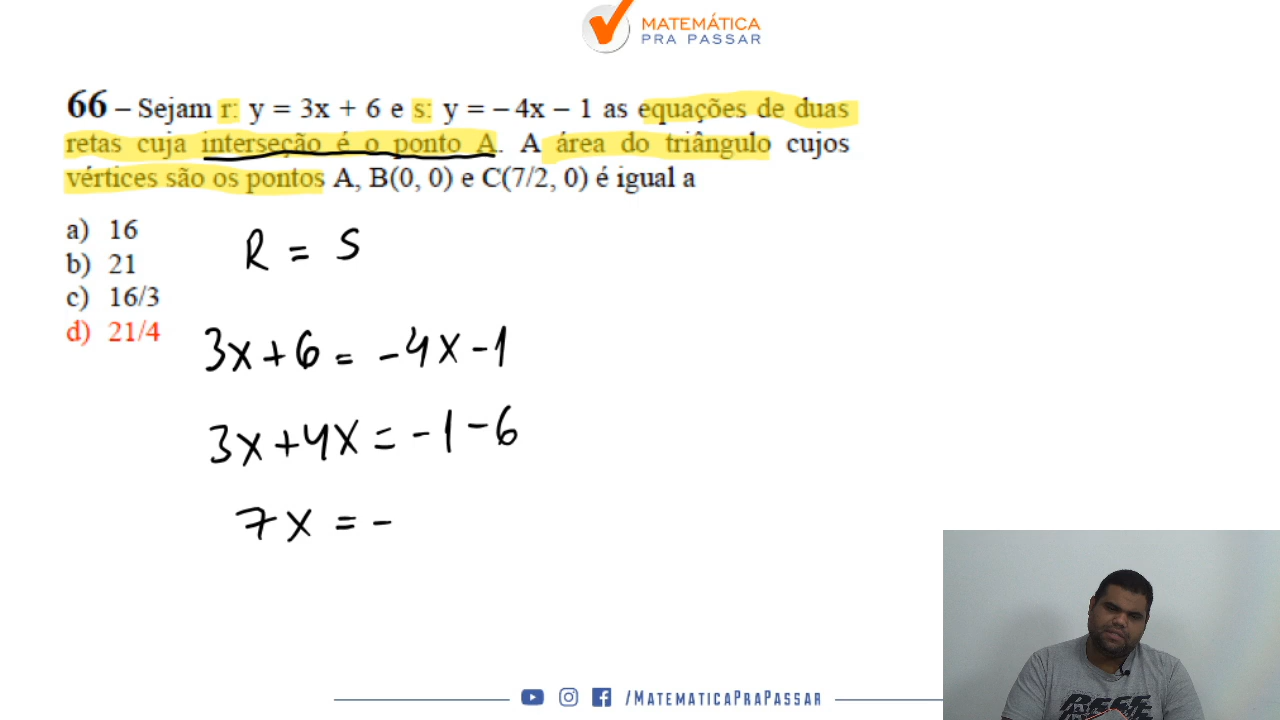 MATEMÁTICA
PRA PASSAR
66 – Sejam r: y = 3x + 6 e s: y = – 4x – 1 as equações de duas
retas cuja interseção é o ponto A. A área do triângulo cujos
vértices são os pontos A, B(0, 0) e C(7/2, 0) é igual a
a) 16
b) 21
c) 16/3
d) 21/4
R = S
3x + 6 = -4x - 1
3x + 4x = -1 - 6
7x = -
/MATEMATICAPRAPASSAR